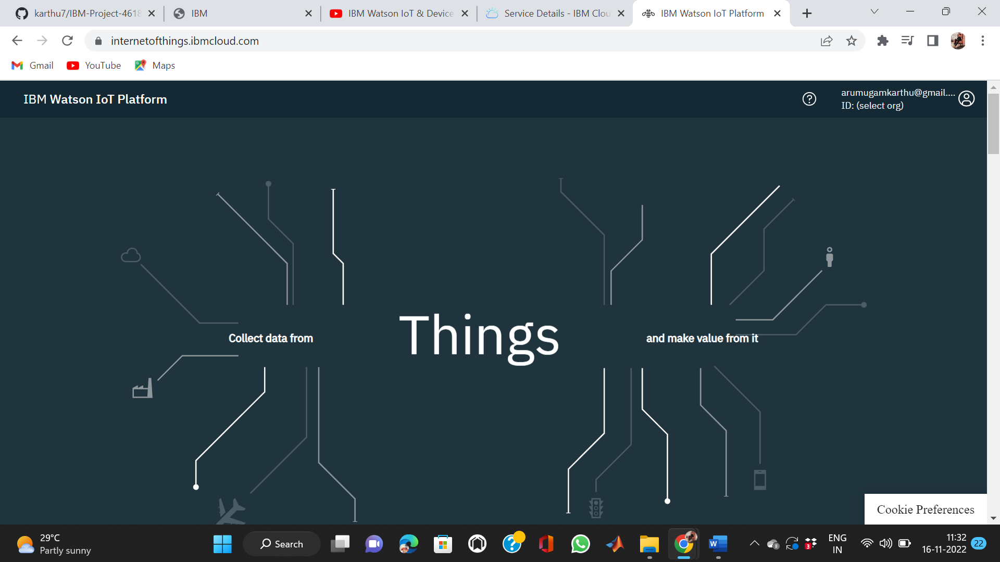 karthu7/IBM-Project-4618
IBM
IBM Watson IoT & Device
Service Details - IBM Clou
IBM Watson IoT Platform
internetofthings.ibmcloud.com
Gmail
YouTube
Maps
IBM Watson IoT Platform
?
arumugamkarthu@gmail....
ID: (select org)
Collect data from
Things
and make value from it
Cookie Preferences
29°C
Partly sunny
Search
W
3
ENG
IN
11:32
16-11-2022
22